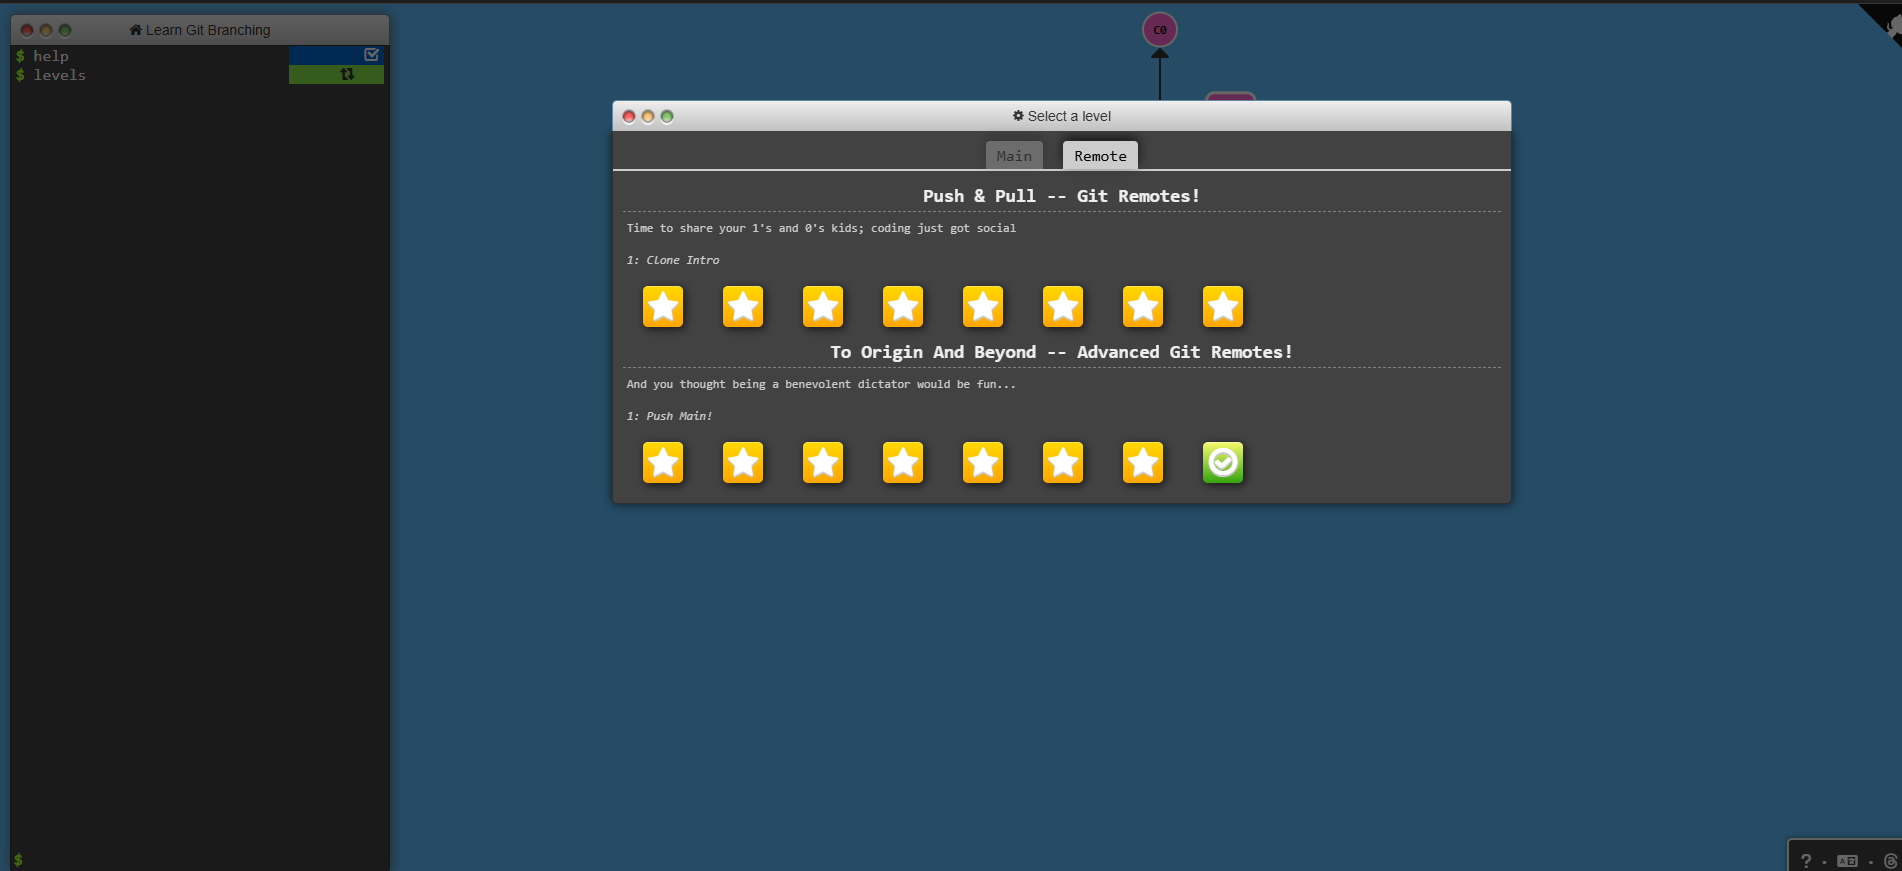 Learn Git Branching
$ help
$ levels
$
C0
Select a level
Main
Remote
Push & Pull -- Git Remotes!
Time to share your 1's and 0's kids; coding just got social
1: Clone Intro
To Origin And Beyond -- Advanced Git Remotes!
And you thought being a benevolent dictator would be fun...
1: Push Main!
?